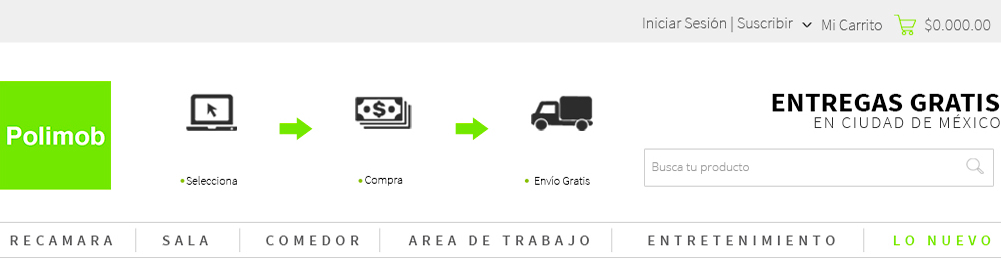 Iniciar Sesión | Suscribir Mi Carrito $0.000.00
Polimob
ENTREGAS GRATIS
EN CIUDAD DE MÉXICO
Busca tu producto
•Selecciona
•Compra
• Envío Gratis
RECAMARA
SALA
COMEDOR
AREA DE TRABAJO
ENTRETENIMIENTO
LO NUEVO